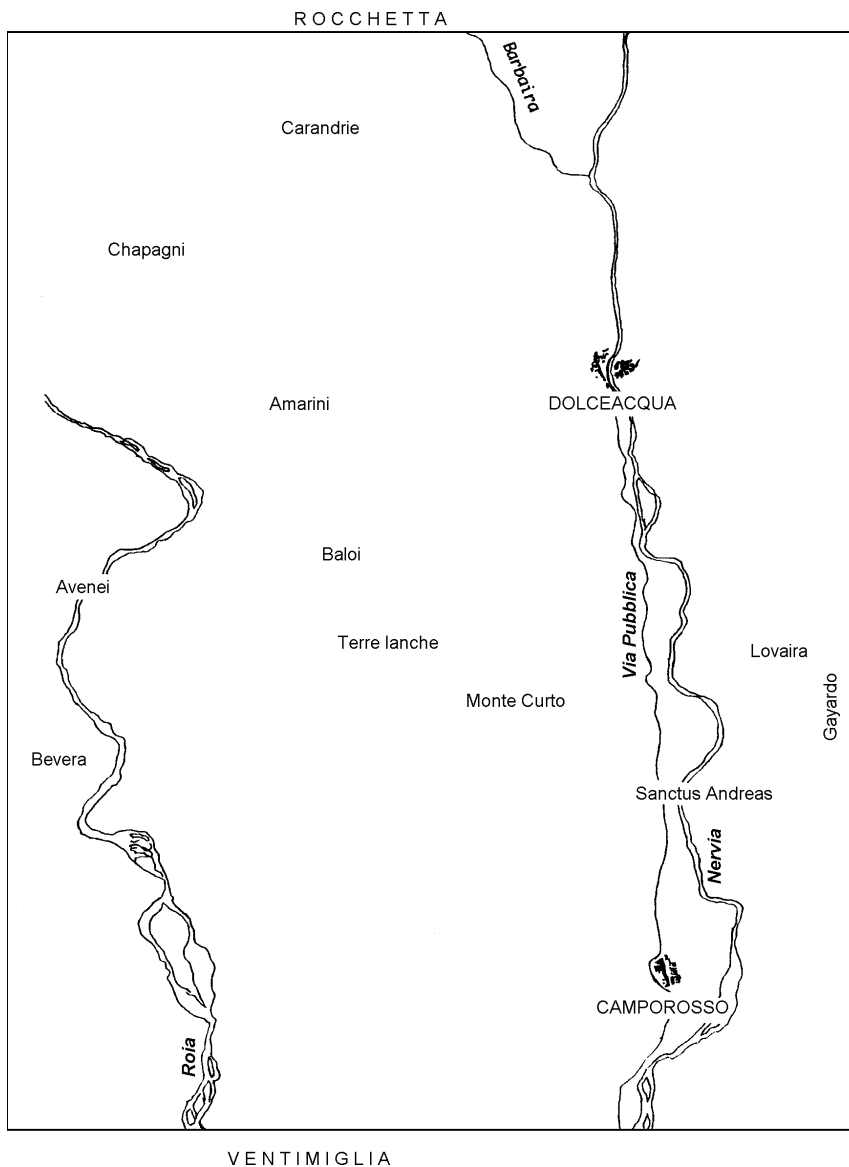 ROCCHETTA
Barbaira
Carandrie
Chapagni
Amarini
DOLCEACQUA
Baloi
Avenei
Via Pubblica
Terre lanche
Lovaira
Gayardo
Monte Curto
Bevera
Sanctus Andreas
Nervia
CAMPOROSSO
Roia
VENTIMIGLIA